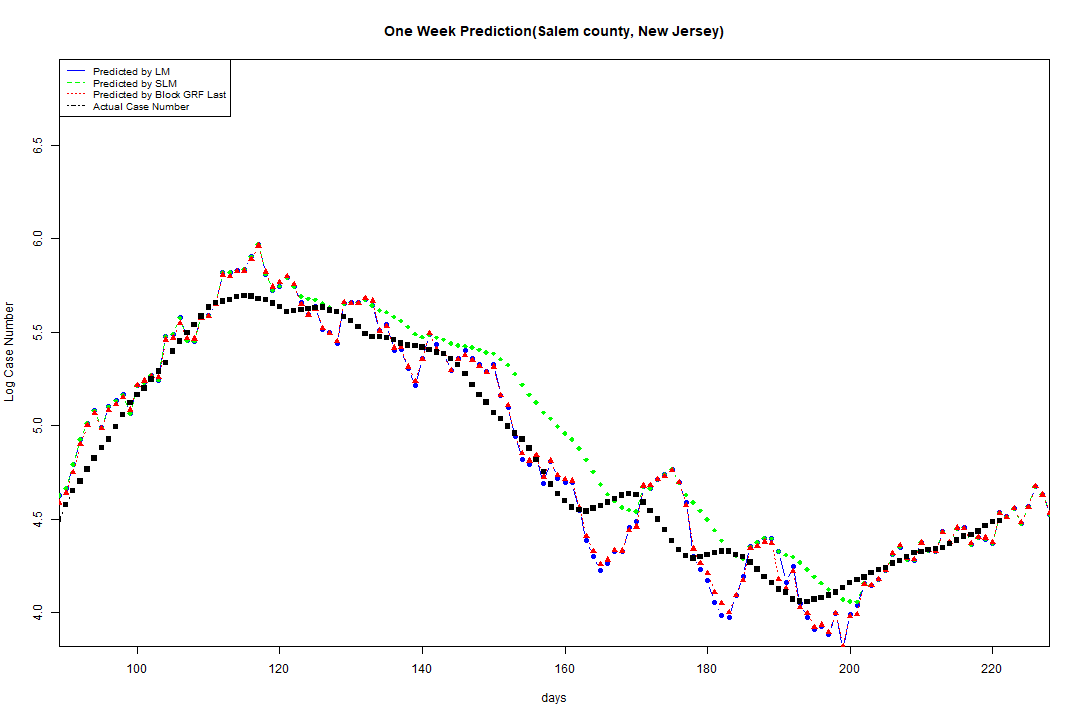 One Week Prediction(Salem county, New Jersey)
Predicted by LM
Predicted by SLM
Predicted by Block GRF Last
Actual Case Number
Log Case Number
6.5
6.0
5.5
5.0
4.5
4.0
100 120 140 160 180 200 220
days